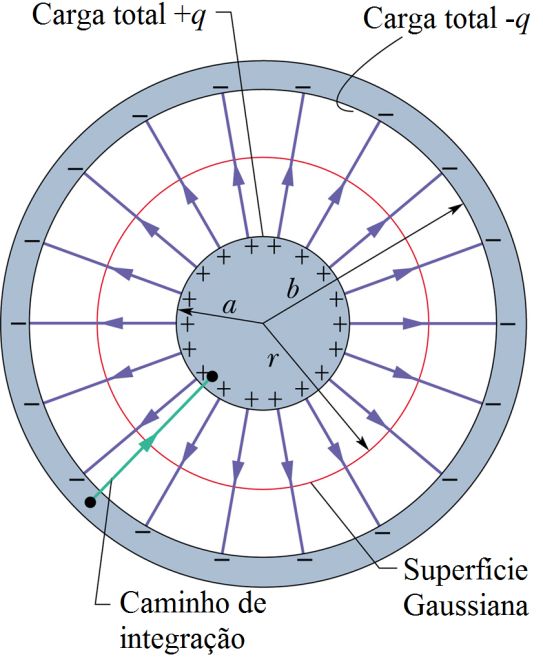 Carga total +q
Carga total -q
a
b
r
Superfície
Gaussiana
Caminho de
integração